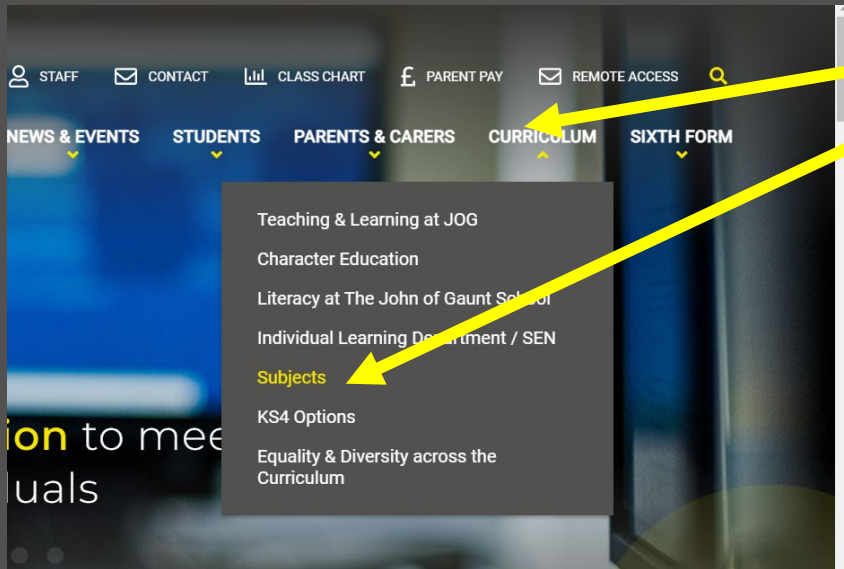 STAFF CONTACT CLASS CHART £ PARENT PAY REMOTE ACCESS
NEWS & EVENTS STUDENTS PARENTS & CARERS CURRICULUM SIXTH FORM
Teaching & Learning at JOG
Character Education
Literacy at The John of Gaunt School
Individual Learning Department / SEN
Subjects
KS4 Options
Equality & Diversity across the
Curriculum
ion to mee
luals